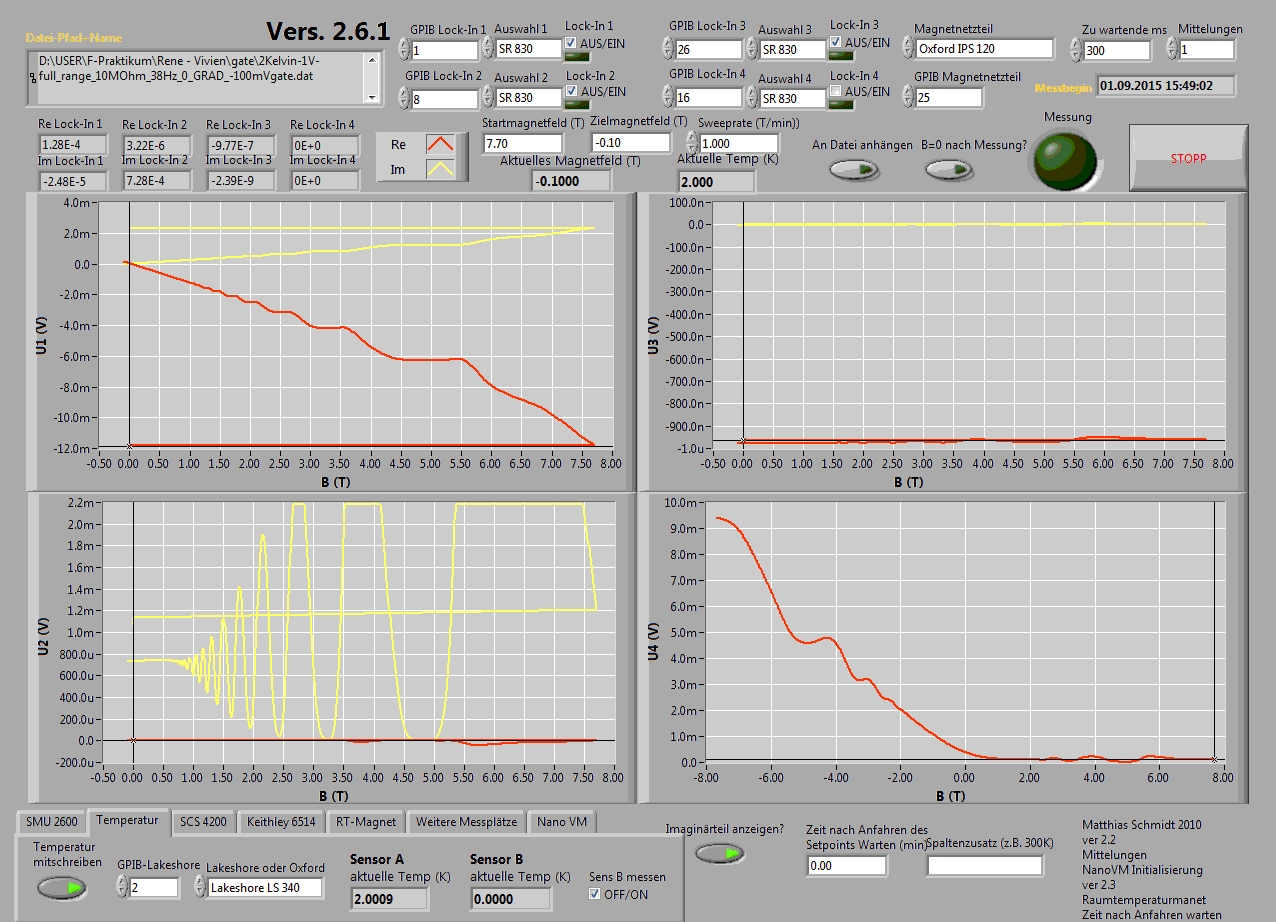 Datei-Pfad--Name
D:\USER\F-Praktikum\Rene - Vivien\gate\2Kelvin-1V-
full_range_10MOhm_38Hz_0_GRAD_-100mVgate.dat
Vers. 2.6.1
GPIB Lock-In 1 Auswahl 1 Lock-In 1
1 SR 830 AUS/EIN
GPIB Lock-In 2 Auswahl 2 Lock-In 2
8 SR 830 AUS/EIN
GPIB Lock-In 3 Auswahl 3 Lock-In 3
26 SR 830 AUS/EIN
GPIB Lock-In 4 Auswahl 4 Lock-In 4
16 SR 830 AUS/EIN
Magnetnetzteil
Oxford IPS 120
GPIB Magnetnetzteil
25
Zu wartende ms
300
Mittelungen
1
Messbegin 01.09.2015 15:49:02
Re Lock-In 1 Re Lock-In 2 Re Lock-In 3 Re Lock-In 4
1.28E-4 3.22E-6 -9.77E-7 0E+0
Im Lock-In 1 Im Lock-In 2 Im Lock-In 3 Im Lock-In 4
-2.48E-5 7.28E-4 -2.39E-9 0E+0
Re
Im
Startmagnetfeld (T) Zielmagnetfeld (T) Sweeprate (T/min))
7.70 -0.10 1.000
Aktuelles Magnetfeld (T) Aktuelle Temp (K)
-0.1000 2.000
An Datei anhängen B=0 nach Messung?
Messung
STOPP
4.0m
2.0m
0.0
-2.0m
-4.0m
-6.0m
-8.0m
-10.0m
-12.0m
U1 (V)
-0.50 0.00 0.50 1.00 1.50 2.00 2.50 3.00 3.50 4.00 4.50 5.00 5.50 6.00 6.50 7.00 7.50 8.00
B (T)
100.0n
0.0
-100.0n
-200.0n
-300.0n
-400.0n
-500.0n
-600.0n
-700.0n
-800.0n
-900.0n
-1.0u
U3 (V)
-0.50 0.00 0.50 1.00 1.50 2.00 2.50 3.00 3.50 4.00 4.50 5.00 5.50 6.00 6.50 7.00 7.50 8.00
B (T)
2.2m
2.0m
1.8m
1.6m
1.4m
1.2m
1.0m
800.0u
600.0u
400.0u
200.0u
0.0
-200.0u
U2 (V)
-0.50 0.00 0.50 1.00 1.50 2.00 2.50 3.00 3.50 4.00 4.50 5.00 5.50 6.00 6.50 7.00 7.50 8.00
B (T)
10.0m
9.0m
8.0m
7.0m
6.0m
5.0m
4.0m
3.0m
2.0m
1.0m
0.0
U4 (V)
-8.00 -6.00 -4.00 -2.00 0.00 2.00 4.00 6.00 8.00
B (T)
SMU 2600 Temperatur SCS 4200 Keithley 6514 RT-Magnet Weitere Messplätze Nano VM
Temperatur
mitschreiben
GPIB-Lakeshore
2
Lakeshore oder Oxford
Lakeshore LS 340
Sensor A
aktuelle Temp (K)
2.0009
Sensor B
aktuelle Temp (K)
0.0000
Sens B messen
OFF/ON
Imaginärteil anzeigen?
Zeit nach Anfahren des
Setpoints Warten (min)
0.00
Spaltenzusatz (z.B. 300K)
Matthias Schmidt 2010
ver 2.2
Mittelungen
NanoVM Initialisierung
ver 2.3
Raumtemperaturmanet
Zeit nach Anfahren warten